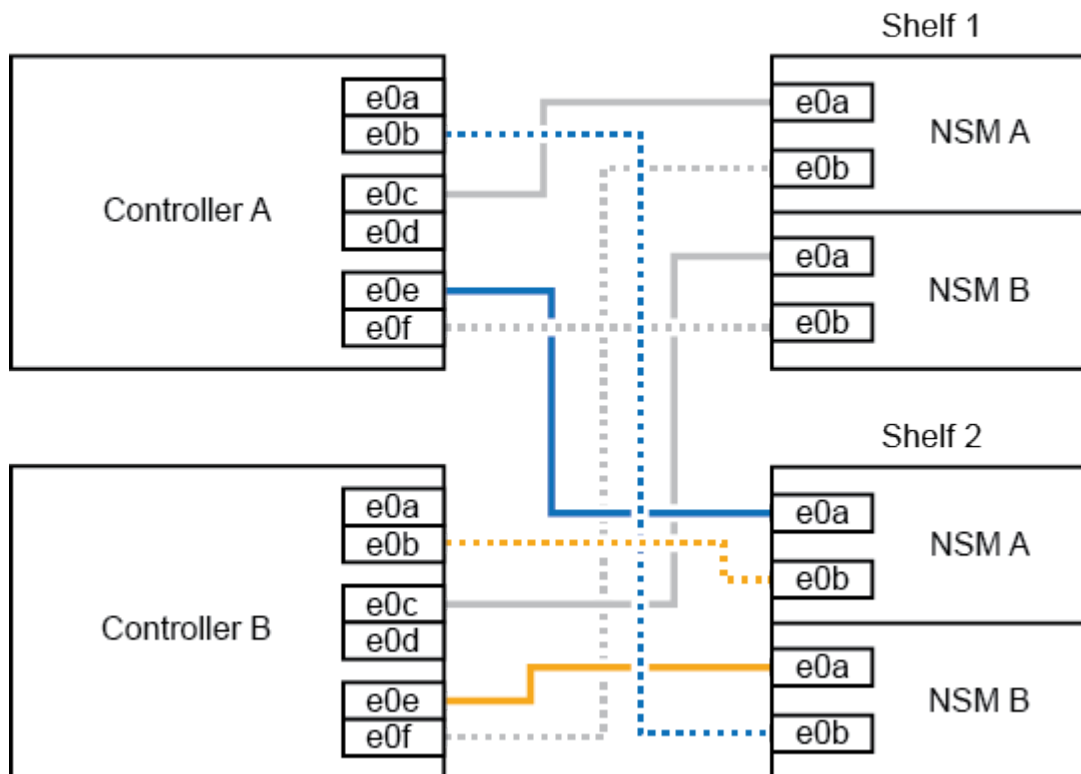 Shelf 1
Controller A
e0a
e0b
e0c
e0d
e0e
e0f
e0a
e0b
NSM A
e0a
e0b
NSM B
Shelf 2
Controller B
e0a
e0b
e0c
e0d
e0e
e0f
e0a
e0b
NSM A
e0a
e0b
NSM B